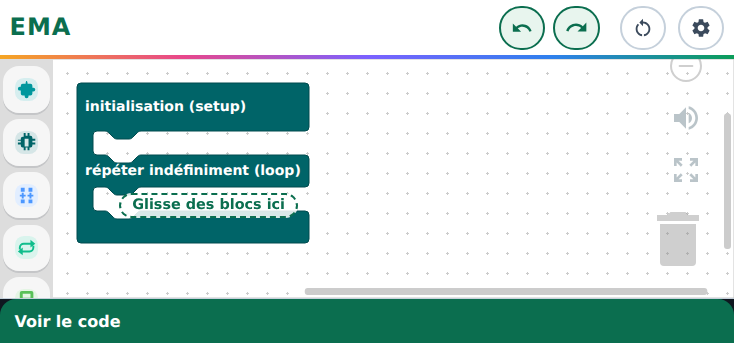 EMA
initialisation (setup)
répéter indéfiniment (loop)
Glisse des blocs ici
Voir le code